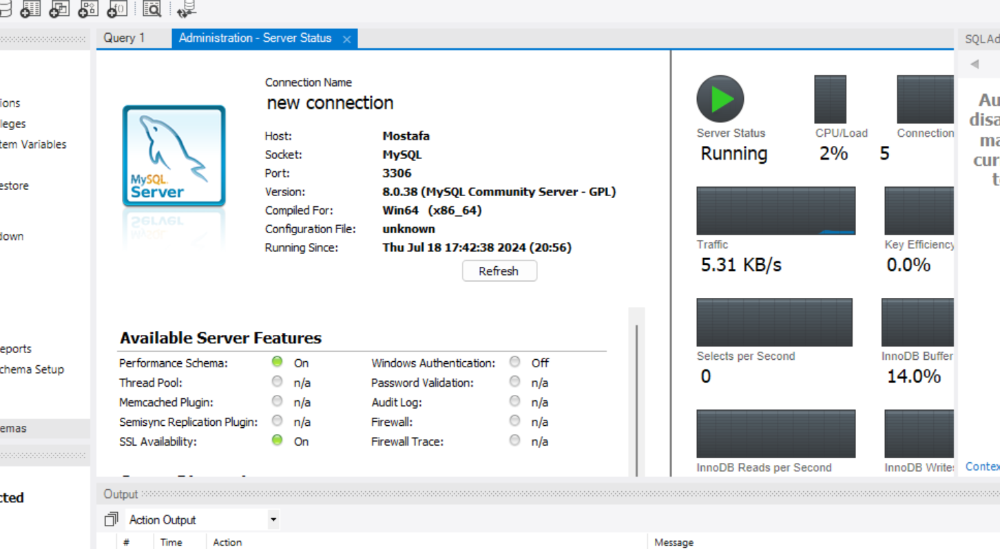 Query 1
Administration - Server Status
SQLAd
ions
leges
tem Variables
estore
down
eports
chema Setup
emas
cted
MySQL
Server
Connection Name
new connection
Host: Mostafa
Socket: MySQL
Port: 3306
Version: 8.0.38 (MySQL Community Server - GPL)
Compiled For: Win64 (x86_64)
Configuration File: unknown
Running Since: Thu Jul 18 17:42:38 2024 (20:56)
Refresh
Available Server Features
Performance Schema: On Windows Authentication: Off
Thread Pool: n/a Password Validation: n/a
Memcached Plugin: n/a Audit Log: n/a
Semisync Replication Plugin: n/a Firewall: n/a
SSL Availability: On Firewall Trace: n/a
Server Status CPU/Load Connection
Running 2% 5
Traffic Key Efficiency
5.31 KB/s 0.0%
Selects per Second InnoDB Buffer
0 14.0%
InnoDB Reads per Second InnoDB Writes
Au
disa
ma
cur
t
Contex
Output
Action Output
# Time Action Message